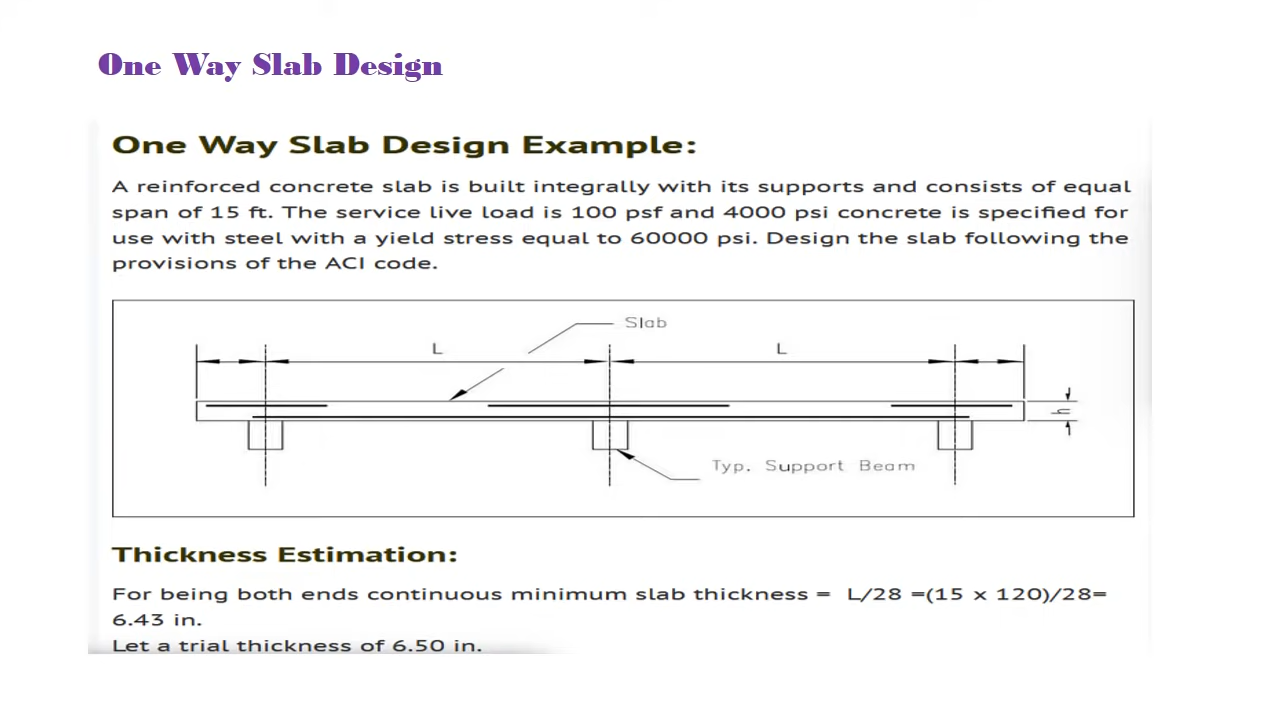 One Way Slab Design
One Way Slab Design Example:
A reinforced concrete slab is built integrally with its supports and consists of equal
span of 15 ft. The service live load is 100 psf and 4000 psi concrete is specified for
use with steel with a yield stress equal to 60000 psi. Design the slab following the
provisions of the ACI code.
Slab
L
L
h
Typ. Support Beam
Thickness Estimation:
For being both ends continuous minimum slab thickness = L/28 =(15 x 120)/28=
6.43 in.
Let a trial thickness of 6.50 in.